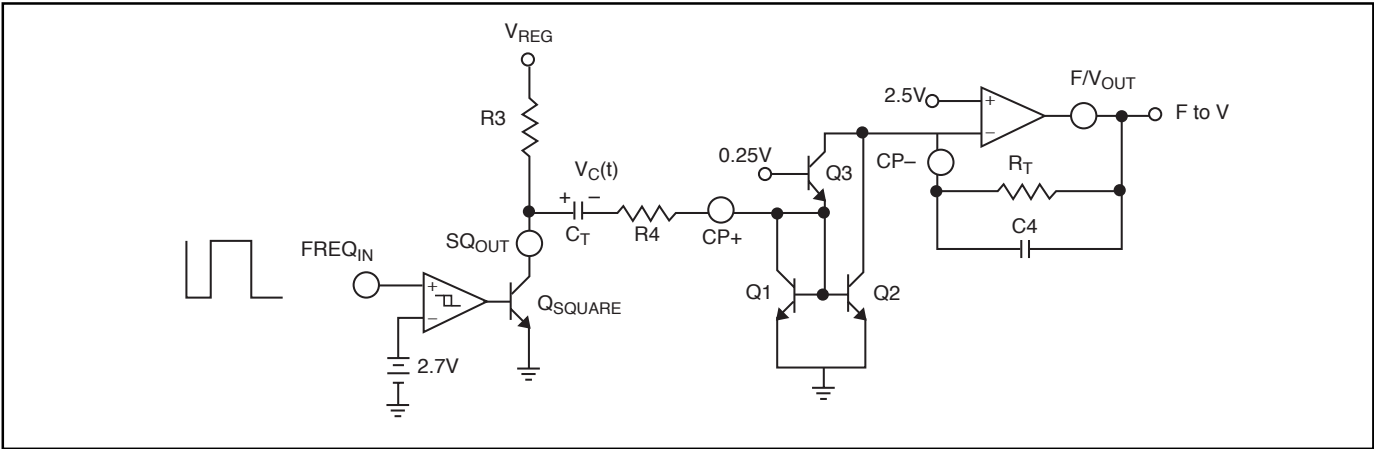 V_REG
R3
V_C(t)
+ −
C_T
R4
CP+
SQ_OUT
FREQ_IN
+
−
Q_SQUARE
2.7V
0.25V
Q3
Q1
Q2
2.5V
+
−
CP–
F/V_OUT
F to V
R_T
C4